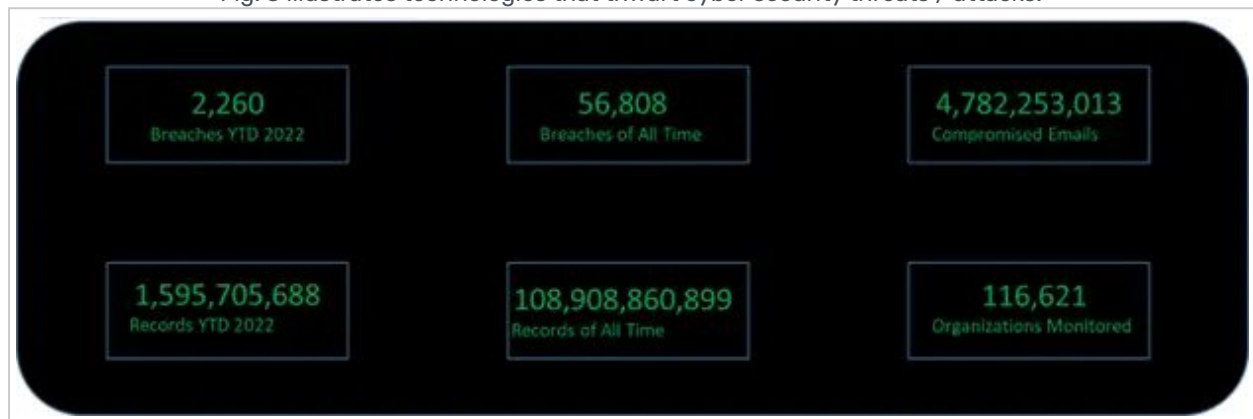 2,260
Breaches YTD 2022
56,808
Breaches of All Time
4,782,253,013
Compromised Emails
1,595,705,688
Records YTD 2022
108,908,860,899
Records of All Time
116,621
Organizations Monitored